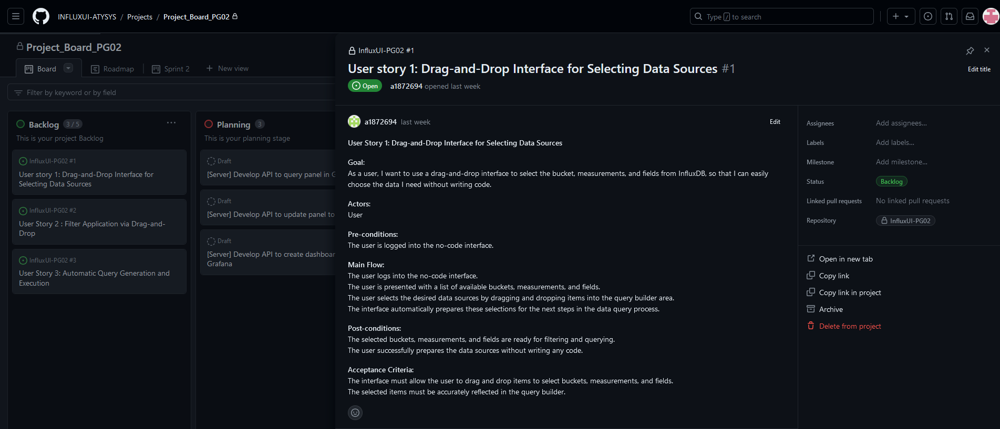 INFLUXUI-ATYSYS / Projects / Project_Board_PG02
Type / to search
Project_Board_PG02
Board
Roadmap
Sprint 2
New view
Filter by keyword or by field
Backlog 3 / 5
This is your project Backlog
InfluxUI-PG02 #1
User story 1: Drag-and-Drop Interface for
Selecting Data Sources
InfluxUI-PG02 #2
User Story 2 : Filter Application via Drag-and-
Drop
InfluxUI-PG02 #3
User Story 3: Automatic Query Generation and
Execution
Planning 3
This is your planning stage
Draft
[Server] Develop API to query panel in G
Draft
[Server] Develop API to update panel to
Draft
[Server] Develop API to create dashboar
Grafana
InfluxUI-PG02 #1
User story 1: Drag-and-Drop Interface for Selecting Data Sources #1
Edit title
Open
a1872694 opened last week
a1872694 last week
Edit
User Story 1: Drag-and-Drop Interface for Selecting Data Sources
Goal:
As a user, I want to use a drag-and-drop interface to select the bucket, measurements, and fields from InfluxDB, so that I can easily
choose the data I need without writing code.
Actors:
User
Pre-conditions:
The user is logged into the no-code interface.
Main Flow:
The user logs into the no-code interface.
The user is presented with a list of available buckets, measurements, and fields.
The user selects the desired data sources by dragging and dropping items into the query builder area.
The interface automatically prepares these selections for the next steps in the data query process.
Post-conditions:
The selected buckets, measurements, and fields are ready for filtering and querying.
The user successfully prepares the data sources without writing any code.
Acceptance Criteria:
The interface must allow the user to drag and drop items to select buckets, measurements, and fields.
The selected items must be accurately reflected in the query builder.
Assignees
Add assignees...
Labels
Add labels...
Milestone
Add milestone...
Status
Backlog
Linked pull requests
No linked pull requests
Repository
InfluxUI-PG02
Open in new tab
Copy link
Copy link in project
Archive
Delete from project